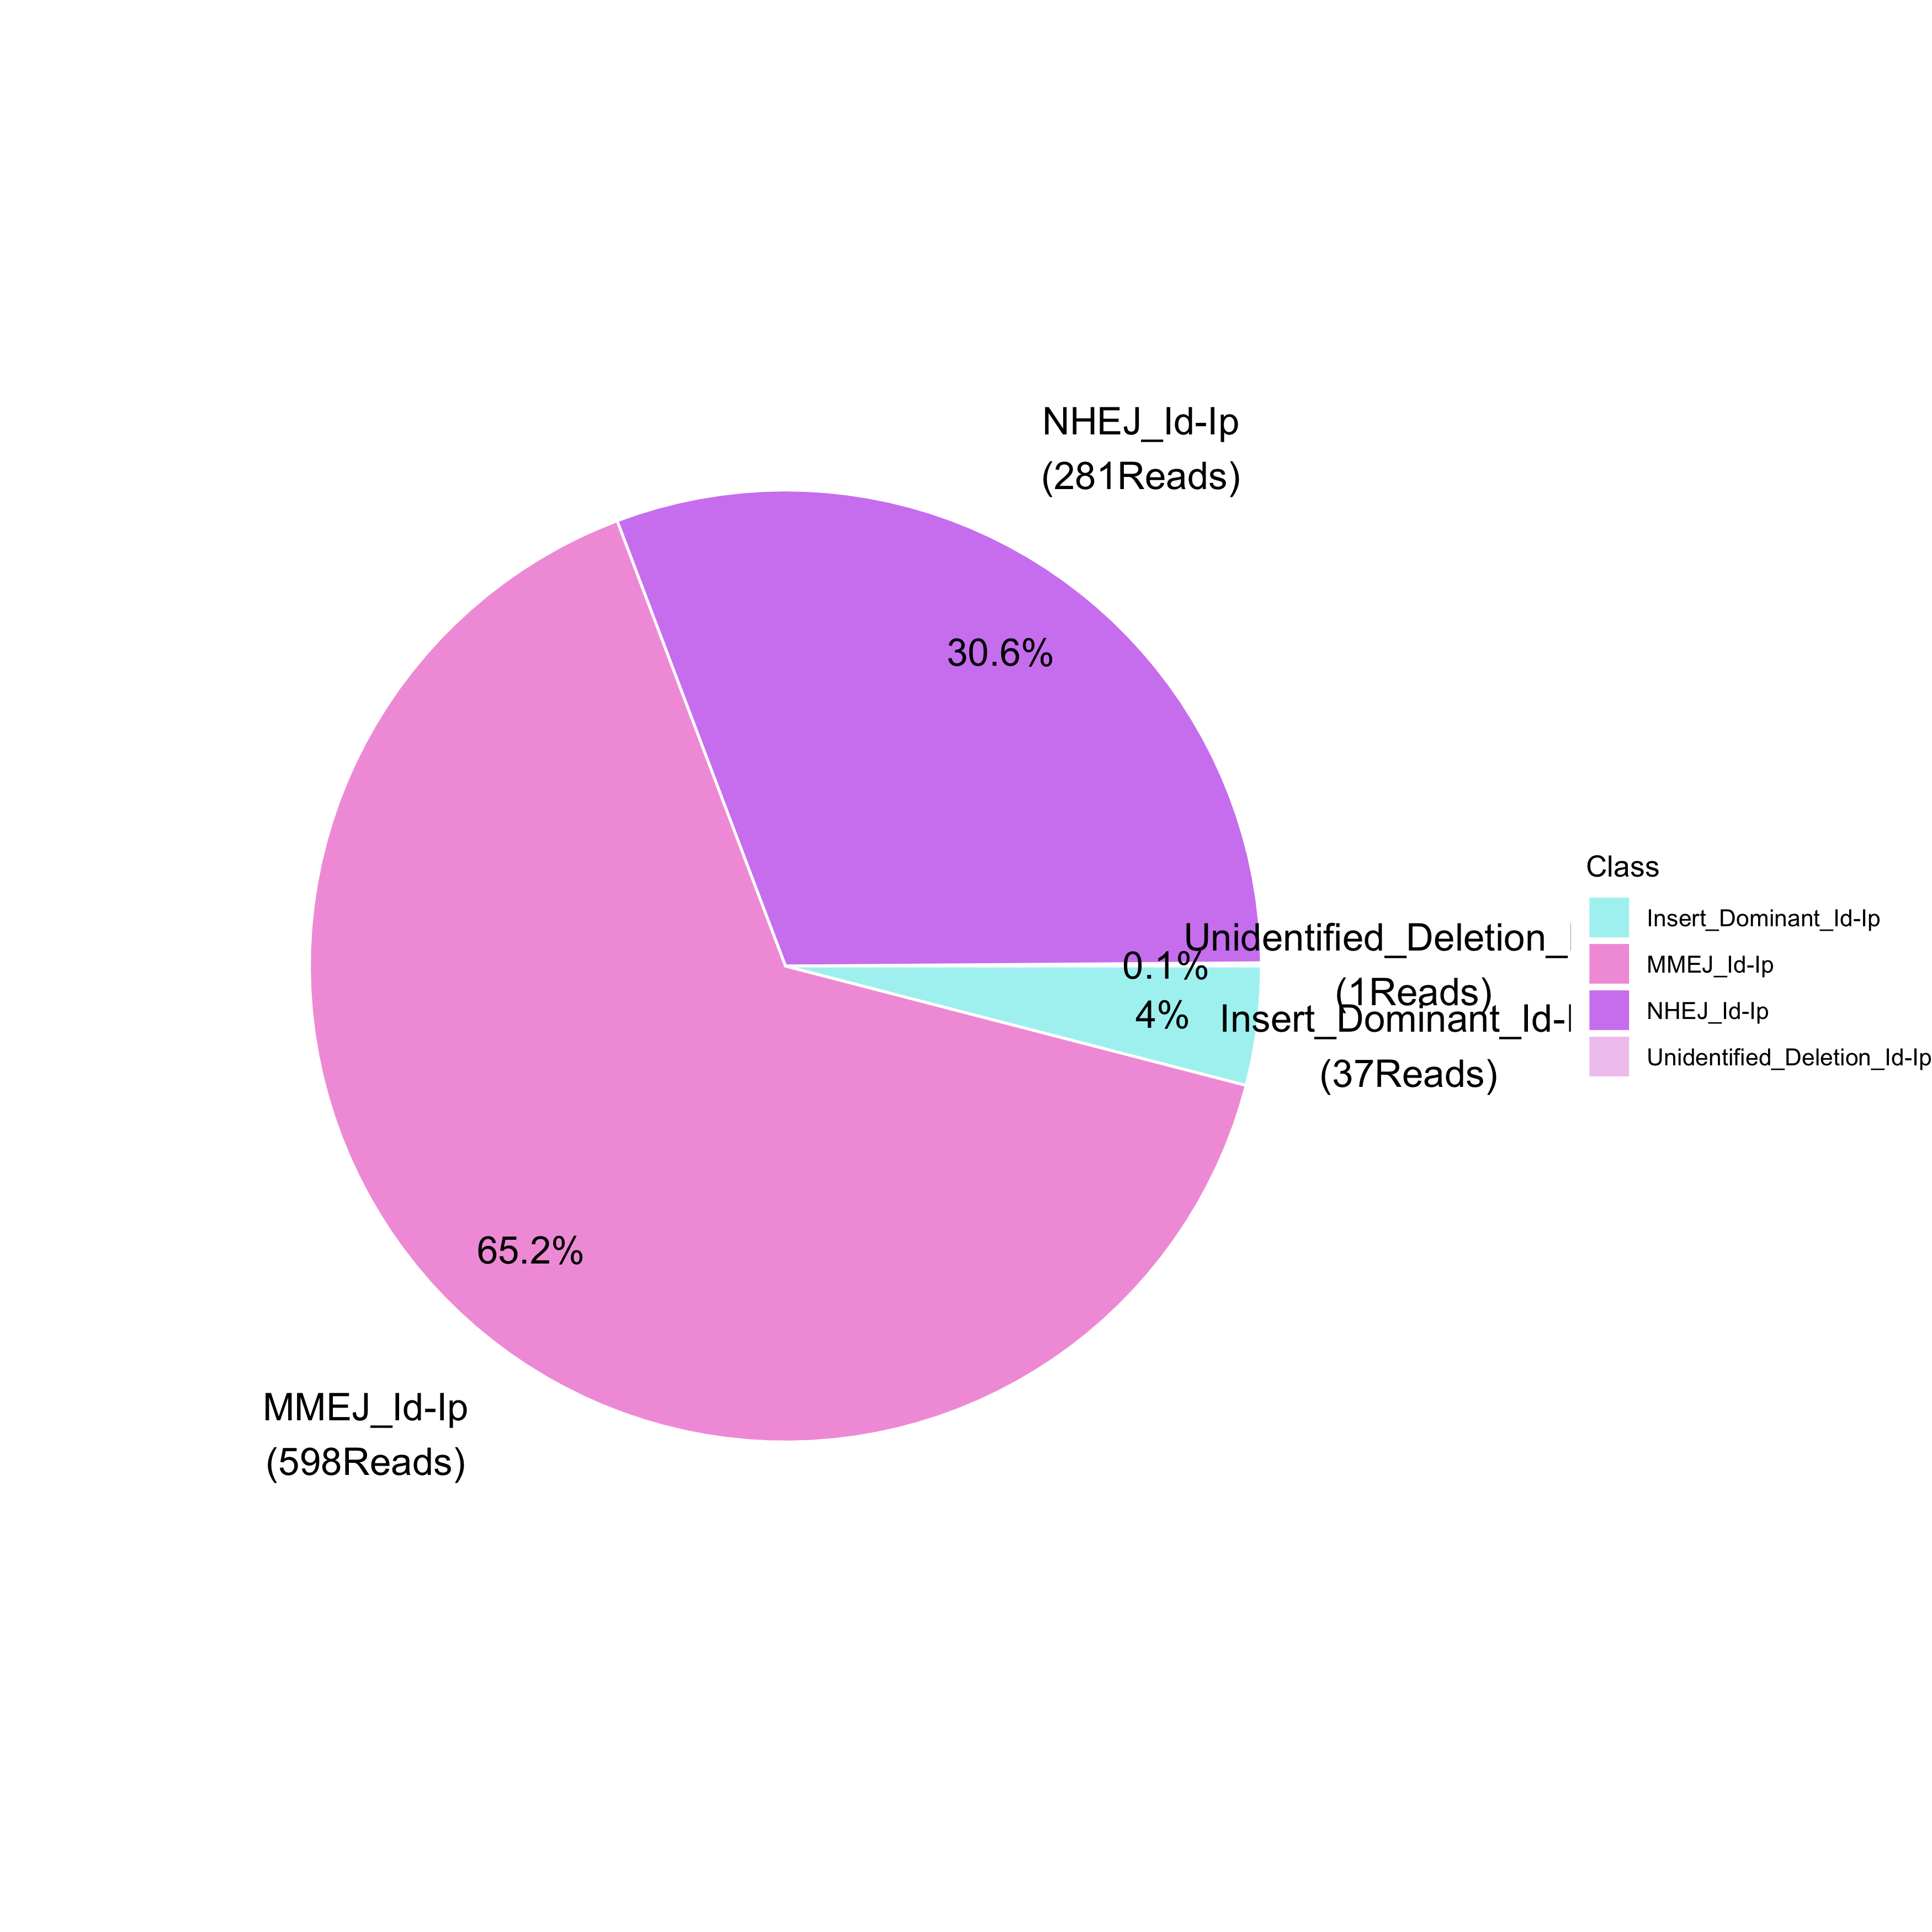 NHEJ_Id-Ip
(281Reads)
30.6%
Unidentified_Deletion_
(1Reads)
0.1%
4%
Insert_Dominant_Id-
(37Reads)
65.2%
MMEJ_Id-Ip
(598Reads)
Class
Insert_Dominant_Id-Ip
MMEJ_Id-Ip
NHEJ_Id-Ip
Unidentified_Deletion_Id-Ip